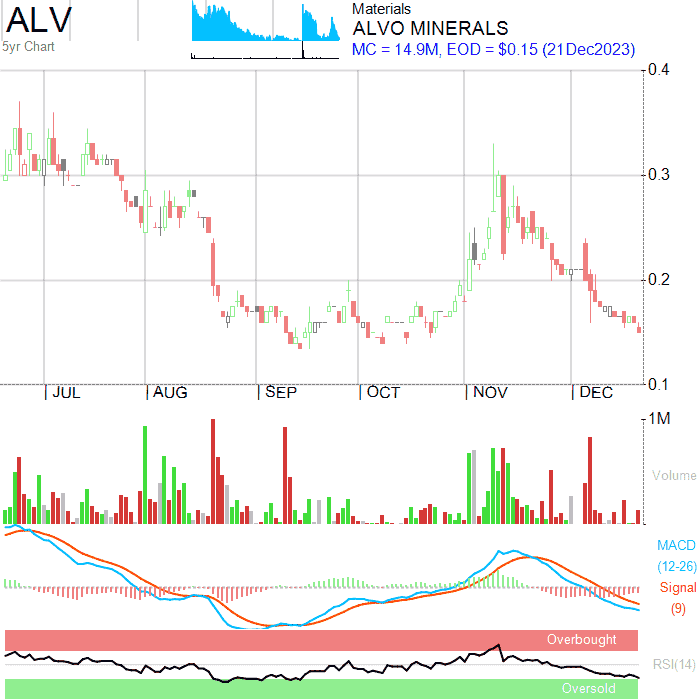 ALV
5yr Chart
Materials
ALVO MINERALS
MC = 14.9M, EOD = $0.15 (21Dec2023)
0.4
0.3
0.2
0.1
JUL AUG SEP OCT NOV DEC
1M
Volume
MACD
(12-26)
Signal
(9)
Overbought
RSI(14)
Oversold